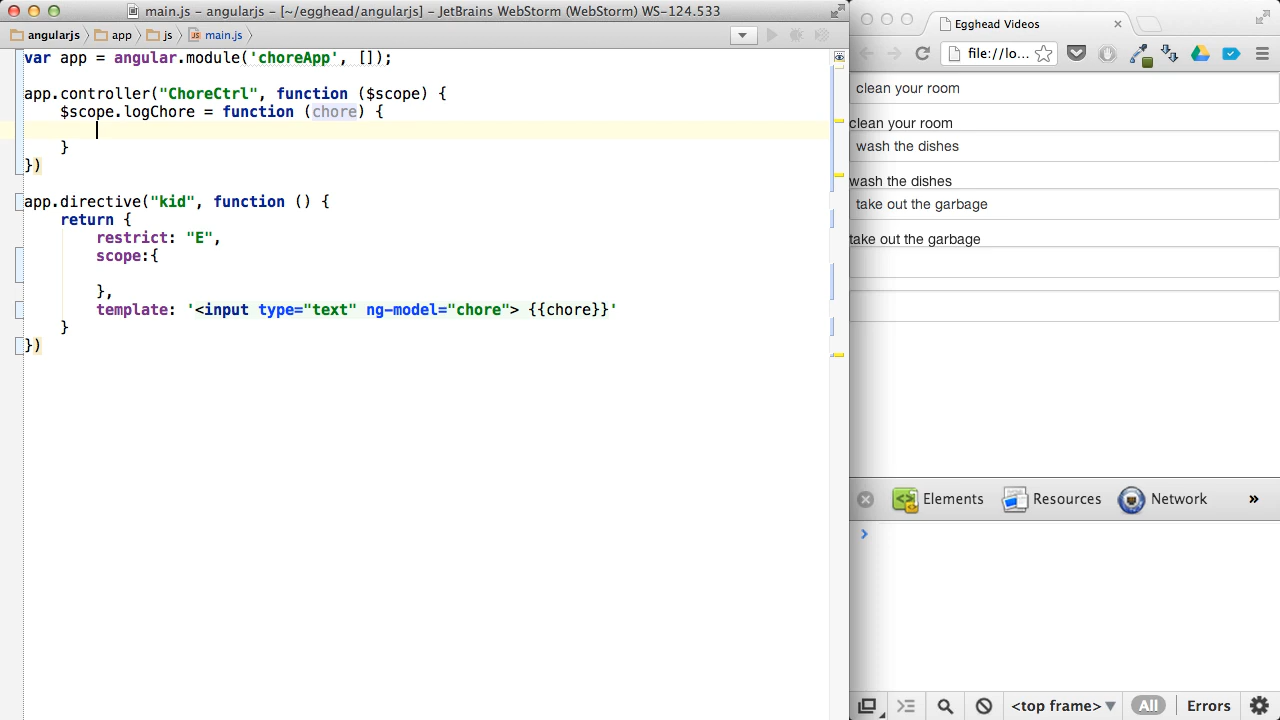 main.js – angularjs – [~/egghead/angularjs] – JetBrains WebStorm (WebStorm) WS-124.533
angularjs app js main.js
var app = angular.module('choreApp', []);
app.controller("ChoreCtrl", function ($scope) {
$scope.logChore = function (chore) {
}
})
app.directive("kid", function () {
return {
restrict: "E",
scope:{
},
template: '<input type="text" ng-model="chore"> {{chore}}'
}
})
Egghead Videos
file://lo...
clean your room
clean your room
wash the dishes
wash the dishes
take out the garbage
take out the garbage
Elements Resources Network »
<top frame> All Errors